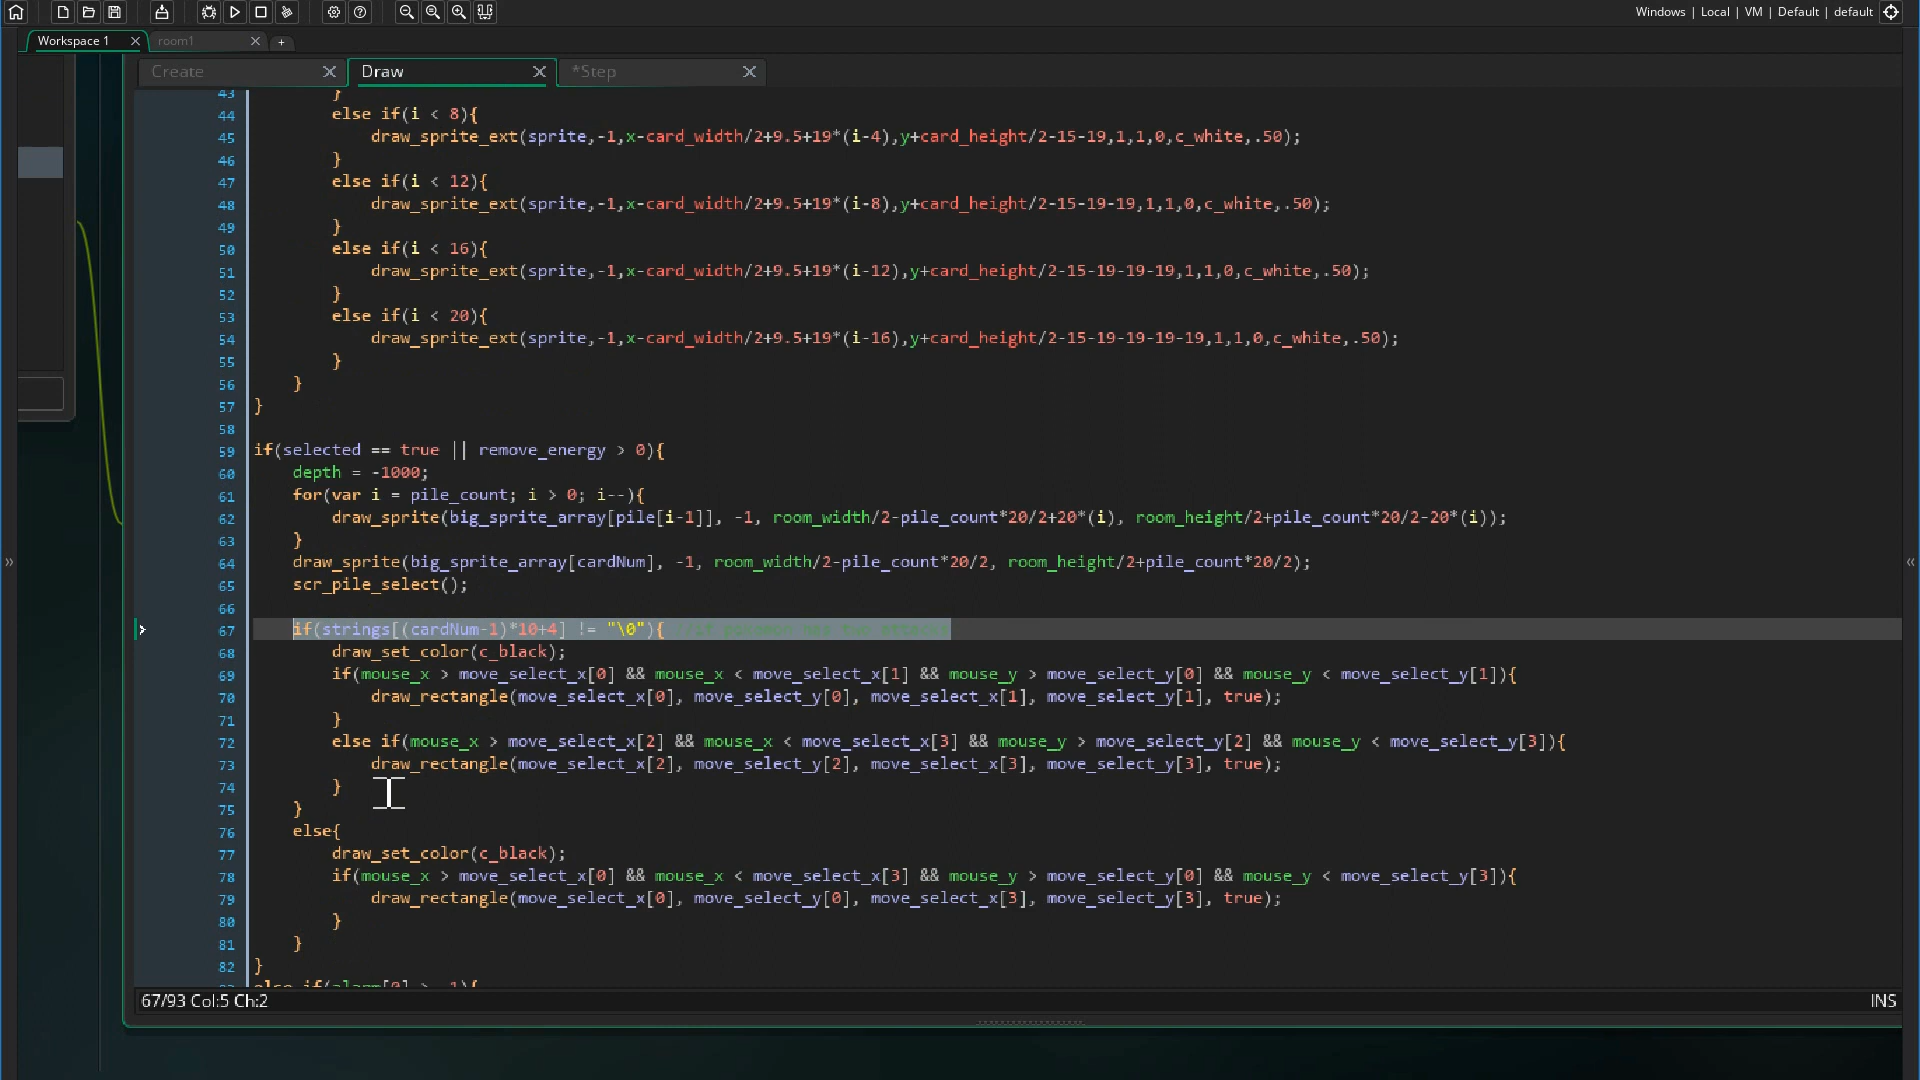 Windows | Local | VM | Default | default
Workspace 1
room1
Create
Draw
*Step
43 }
44 else if(i < 8){
45 draw_sprite_ext(sprite,-1,x-card_width/2+9.5+19*(i-4),y+card_height/2-15-19,1,1,0,c_white,.50);
46 }
47 else if(i < 12){
48 draw_sprite_ext(sprite,-1,x-card_width/2+9.5+19*(i-8),y+card_height/2-15-19-19,1,1,0,c_white,.50);
49 }
50 else if(i < 16){
51 draw_sprite_ext(sprite,-1,x-card_width/2+9.5+19*(i-12),y+card_height/2-15-19-19-19,1,1,0,c_white,.50);
52 }
53 else if(i < 20){
54 draw_sprite_ext(sprite,-1,x-card_width/2+9.5+19*(i-16),y+card_height/2-15-19-19-19-19,1,1,0,c_white,.50);
55 }
56 }
57 }
58
59 if(selected == true || remove_energy > 0){
60 depth = -1000;
61 for(var i = pile_count; i > 0; i--){
62 draw_sprite(big_sprite_array[pile[i-1]], -1, room_width/2-pile_count*20/2+20*(i), room_height/2+pile_count*20/2-20*(i));
63 }
64 draw_sprite(big_sprite_array[cardNum], -1, room_width/2-pile_count*20/2, room_height/2+pile_count*20/2);
65 scr_pile_select();
66
67 if(strings[(cardNum-1)*10+4] != "\0"){ //if pokemon has two attacks
68 draw_set_color(c_black);
69 if(mouse_x > move_select_x[0] && mouse_x < move_select_x[1] && mouse_y > move_select_y[0] && mouse_y < move_select_y[1]){
70 draw_rectangle(move_select_x[0], move_select_y[0], move_select_x[1], move_select_y[1], true);
71 }
72 else if(mouse_x > move_select_x[2] && mouse_x < move_select_x[3] && mouse_y > move_select_y[2] && mouse_y < move_select_y[3]){
73 draw_rectangle(move_select_x[2], move_select_y[2], move_select_x[3], move_select_y[3], true);
74 }
75 }
76 else{
77 draw_set_color(c_black);
78 if(mouse_x > move_select_x[0] && mouse_x < move_select_x[3] && mouse_y > move_select_y[0] && mouse_y < move_select_y[3]){
79 draw_rectangle(move_select_x[0], move_select_y[0], move_select_x[3], move_select_y[3], true);
80 }
81 }
82 }
67/93 Col:5 Ch:2
INS